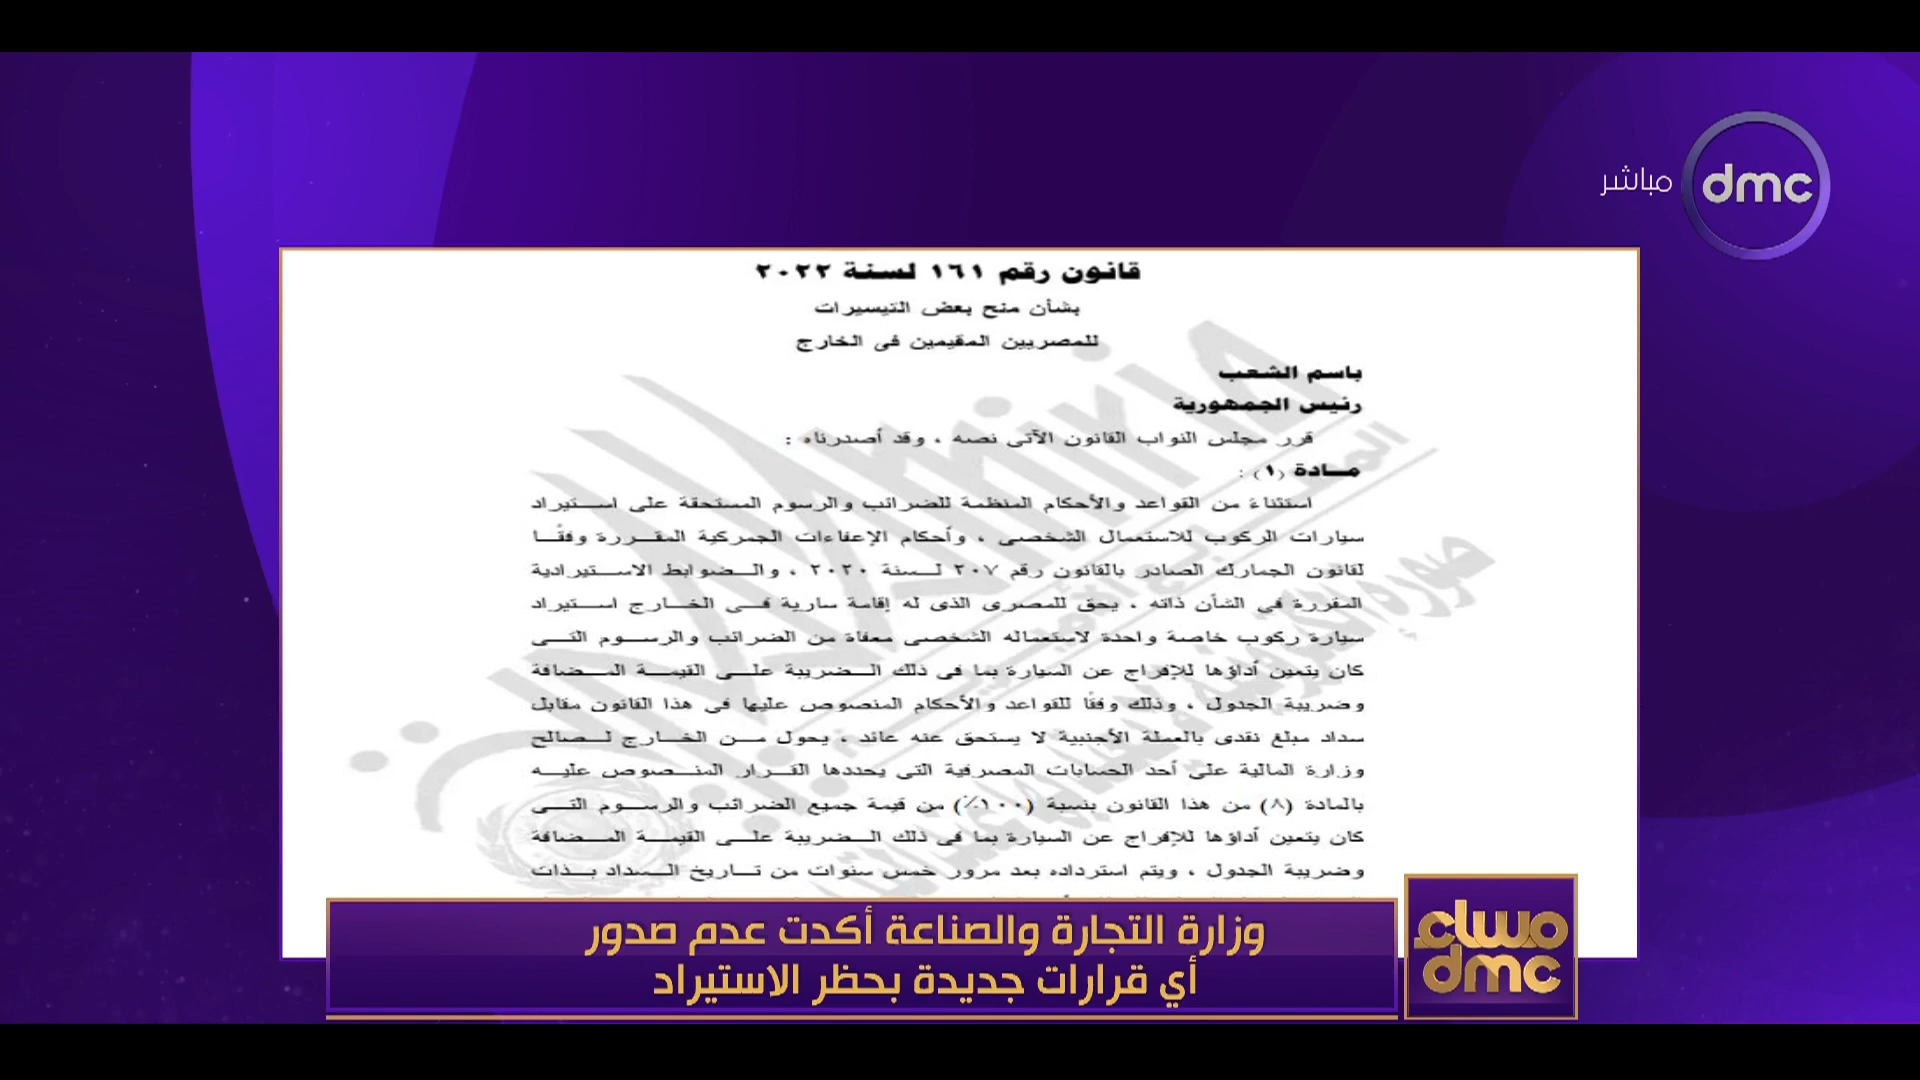 dmc
مباشر
قانون رقم ١٦١ لسنة ٢٠٢٢
بشأن منح بعض التيسيرات
للمصريين المقيمين فى الخارج
باسم الشعب
رئيس الجمهورية
قرر مجلس النواب القانون الآتى نصه ، وقد أصدرناه :
مــادة (١) :
استثناءً من القواعد والأحكام المنظمة للضرائب والرسوم المستحقة على استيراد
سيارات الركوب للاستعمال الشخصى ، وأحكام الإعفاءات الجمركية المقررة وفقًا
لقانون الجمارك الصادر بالقانون رقم ٢٠٧ لسنة ٢٠٢٠ ، والضوابط الاستيرادية
المقررة فى الشأن ذاته ، يحق للمصرى الذى له إقامة سارية فى الخارج استيراد
سيارة ركوب خاصة واحدة لاستعماله الشخصى معفاة من الضرائب والرسوم التى
كان يتعين أداؤها للإفراج عن السيارة بما فى ذلك الضريبة على القيمة المضافة
وضريبة الجدول ، وذلك وفقًا للقواعد والأحكام المنصوص عليها فى هذا القانون مقابل
سداد مبلغ نقدى بالعملة الأجنبية لا يستحق عنه عائد ، يحول من الخارج لصالح
وزارة المالية على أحد الحسابات المصرفية التى يحددها القرار المنصوص عليه
بالمادة (٨) من هذا القانون بنسبة (١٠٠٪) من قيمة جميع الضرائب والرسوم التى
كان يتعين أداؤها للإفراج عن السيارة بما فى ذلك الضريبة على القيمة المضافة
وضريبة الجدول ، ويتم استرداده بعد مرور خمس سنوات من تاريخ السداد بذات
وزارة التجارة والصناعة أكدت عدم صدور
أي قرارات جديدة بحظر الاستيراد
مساء
dmc